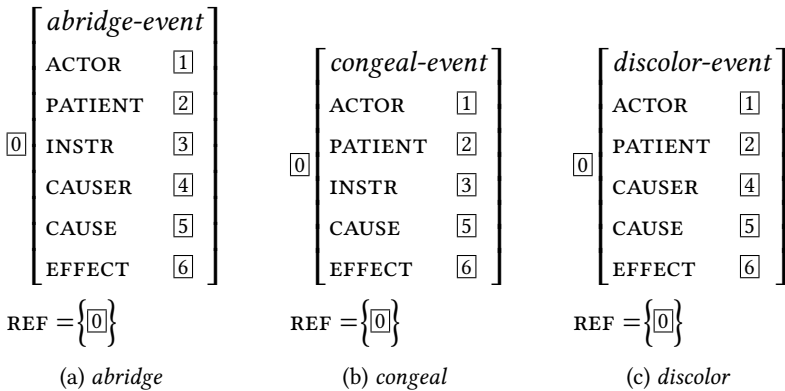 abridge-event
ACTOR 1
PATIENT 2
0 INSTR 3
CAUSER 4
CAUSE 5
EFFECT 6
REF = {0}
(a) abridge
congeal-event
ACTOR 1
PATIENT 2
0 INSTR 3
CAUSE 5
EFFECT 6
REF = {0}
(b) congeal
discolor-event
ACTOR 1
PATIENT 2
0 CAUSER 4
CAUSE 5
EFFECT 6
REF = {0}
(c) discolor